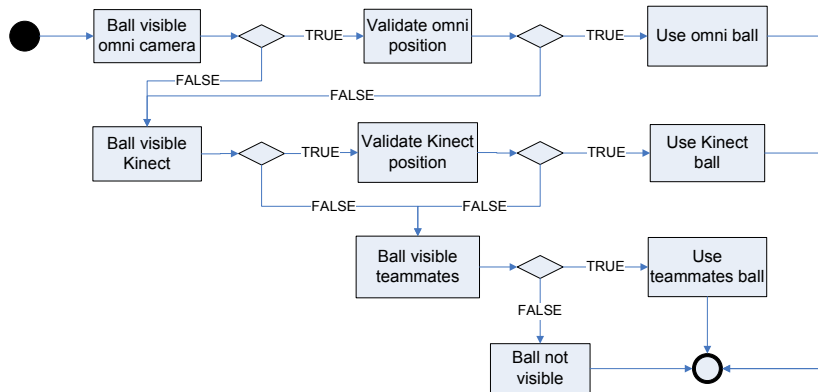 Ball visible
omni camera
TRUE
Validate omni
position
TRUE
Use omni ball
FALSE
FALSE
Ball visible
Kinect
TRUE
Validate Kinect
position
TRUE
Use Kinect
ball
FALSE
FALSE
Ball visible
teammates
TRUE
Use
teammates ball
FALSE
Ball not
visible